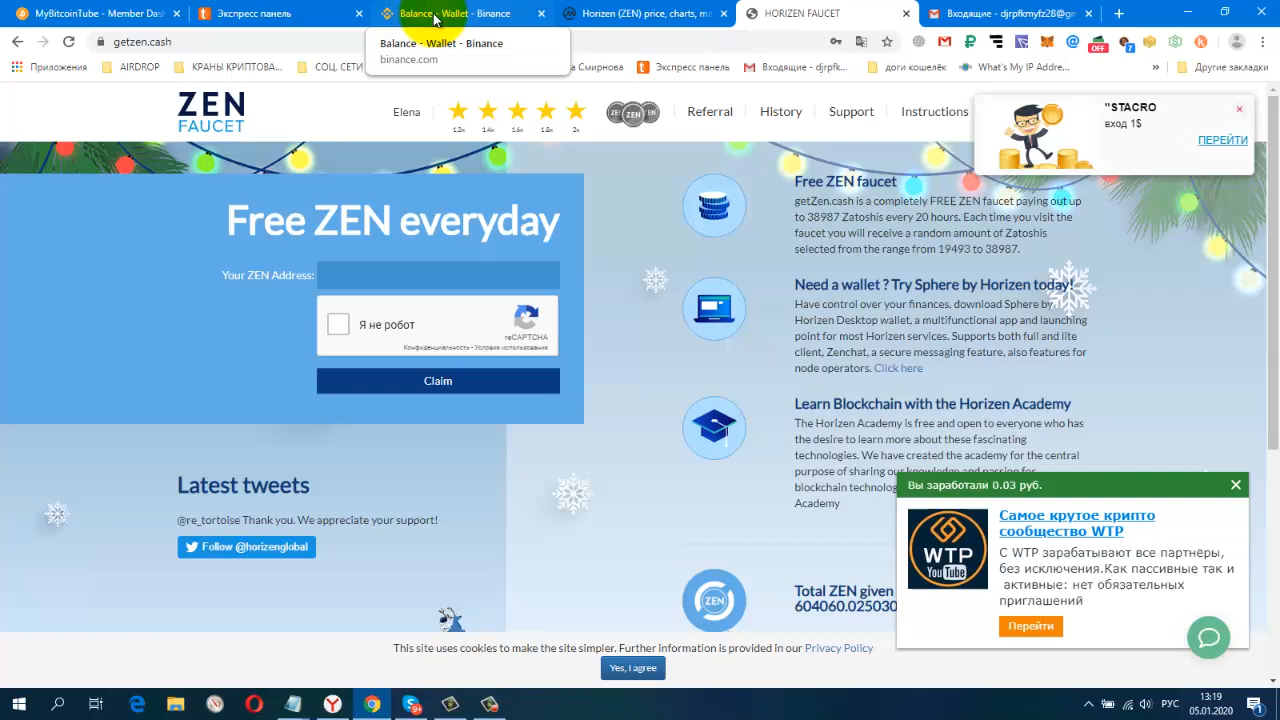 MyBitcoinTube - Member Dash
Экспресс панель
Balance - Wallet - Binance
Horizen (ZEN) price, charts, ma
HORIZEN FAUCET
Входящие - djrpfkmyfz28@gm
getzen.cash
Balance - Wallet - Binance
binance.com
OFF
7
Приложения
AIRDROP
КРАНЫ КРИПТОВА...
СОЦ. СЕТИ
Смирнова
Экспресс панель
Входящие - djrpf...
доги кошелёк
What's My IP Addre...
»
Другие закладки
ZEN
FAUCET
Elena
1.2x
1.4x
1.6x
1.8x
2x
ZEN
Referral
History
Support
Instructions
"STACRO
вход 1$
ПЕРЕЙТИ
Free ZEN everyday
Your ZEN Address:
Я не робот
reCAPTCHA
Конфиденциальность - Условия использования
Claim
Free ZEN faucet
getZen.cash is a completely FREE ZEN faucet paying out up
to 38987 Zatoshis every 20 hours. Each time you visit the
faucet you will receive a random amount of Zatoshis
selected from the range from 19493 to 38987.
Need a wallet ? Try Sphere by Horizen today!
Have control over your finances, download Sphere by
Horizen Desktop wallet, a multifunctional app and launching
point for most Horizen services. Supports both full and lite
client, Zenchat, a secure messaging feature, also features for
node operators. Click here
Learn Blockchain with the Horizen Academy
The Horizen Academy is free and open to everyone who has
the desire to learn more about these fascinating
technologies. We have created the academy for the central
purpose of sharing our knowledge and passion for
blockchain technolog
Academy
Latest tweets
@re_tortoise Thank you. We appreciate your support!
Follow @horizenglobal
ZEN
Total ZEN given
604060.025030
Вы заработали 0.03 руб.
WTP
YouTube
Самое крутое крипто
сообщество WTP
С WTP зарабатывают все партнёры,
без исключения.Как пассивные так и
активные: нет обязательных
приглашений
Перейти
This site uses cookies to make the site simpler. Further information is provided in our Privacy Policy
Yes, I agree
9+
РУС
13:19
05.01.2020
1